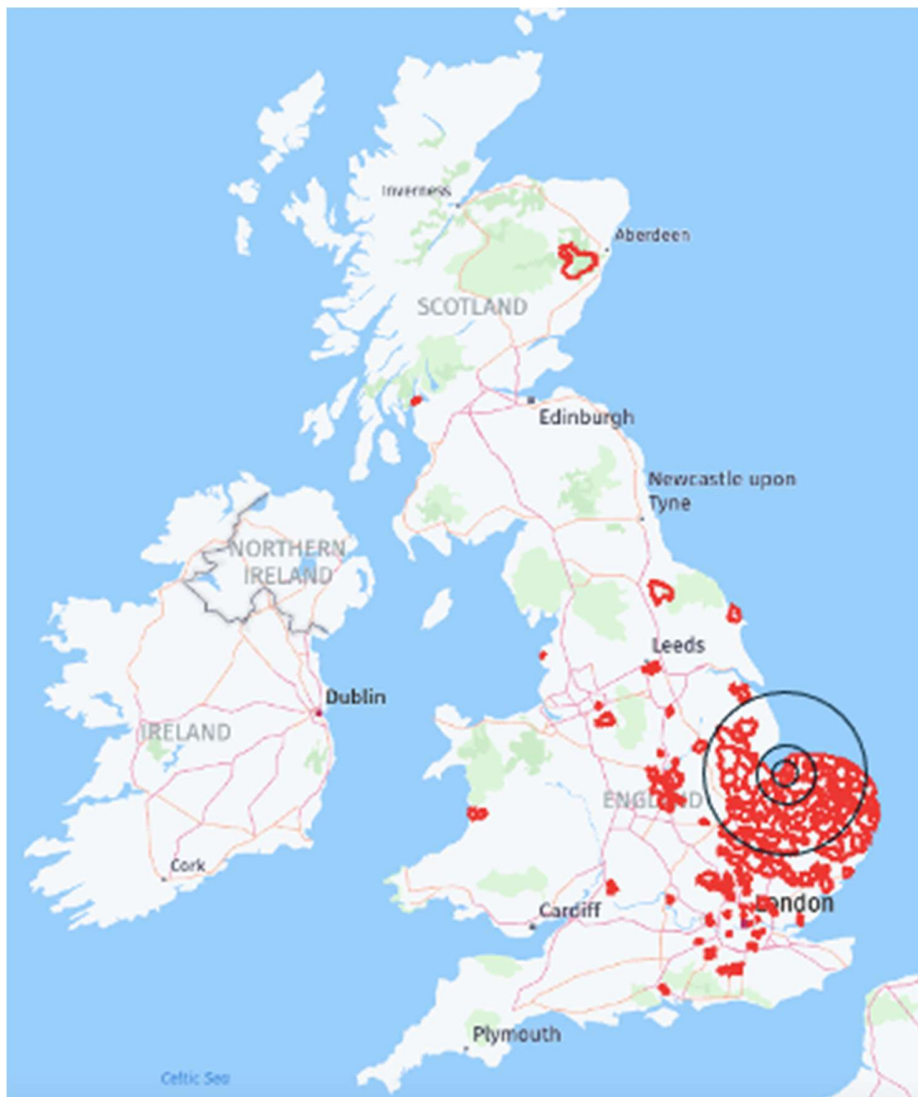 Inverness
Aberdeen
SCOTLAND
Edinburgh
Newcastle upon
Tyne
NORTHERN
IRELAND
Leeds
Dublin
IRELAND
ENGLAND
Cork
Cardiff
London
Plymouth
Celtic Sea